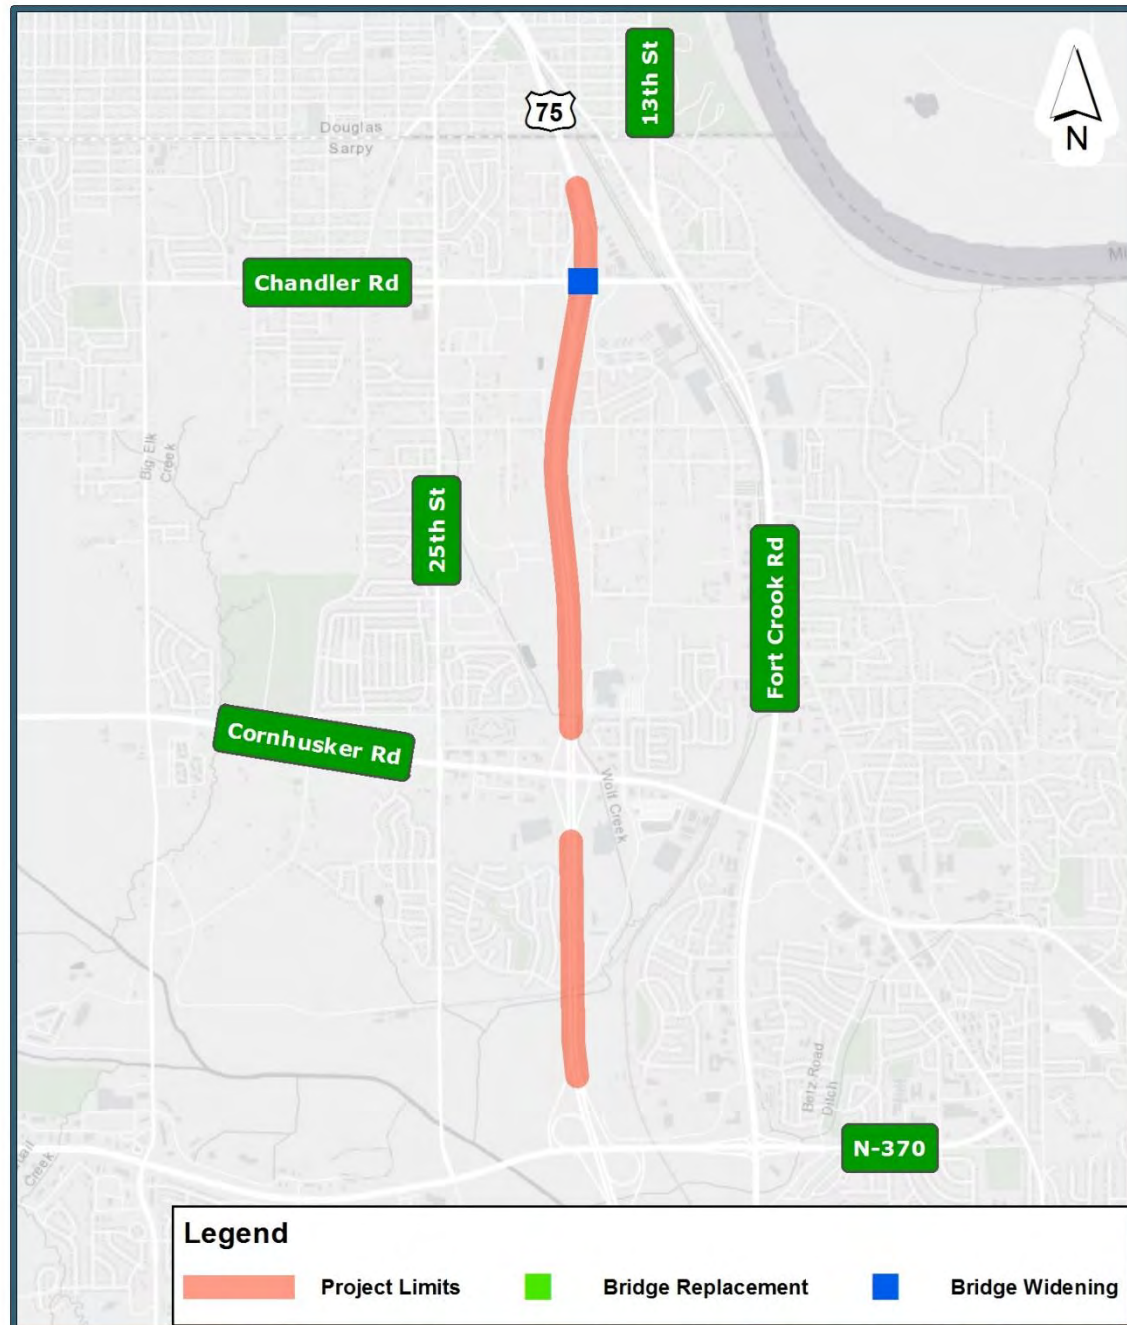 13th St
75
Douglas
Sarpy
N
Chandler Rd
Big Elk
Creek
25th St
Fort Crook Rd
Cornhusker Rd
Wolf Creek
Betz Road
Ditch
N-370
Creek
Legend
Project Limits
Bridge Replacement
Bridge Widening